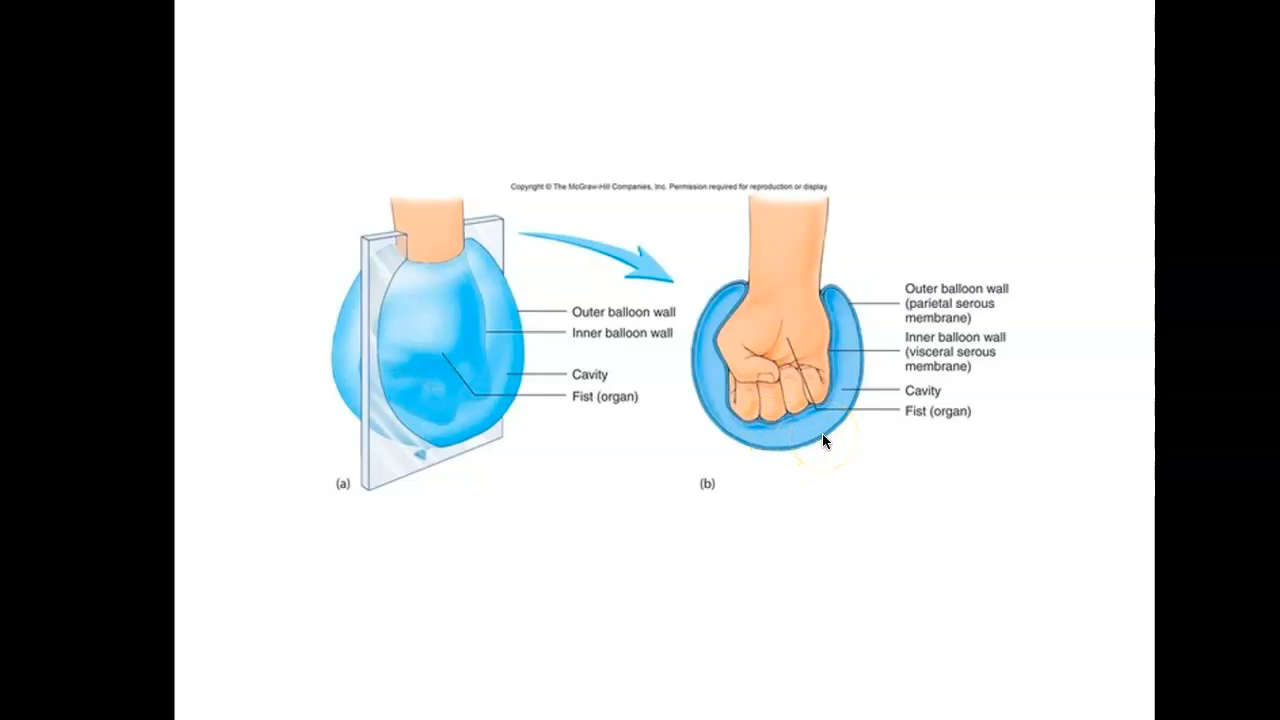 Copyright © The McGraw-Hill Companies, Inc. Permission required for reproduction or display.
Outer balloon wall
Inner balloon wall
Cavity
Fist (organ)
(a)
Outer balloon wall
(parietal serous
membrane)
Inner balloon wall
(visceral serous
membrane)
Cavity
Fist (organ)
(b)